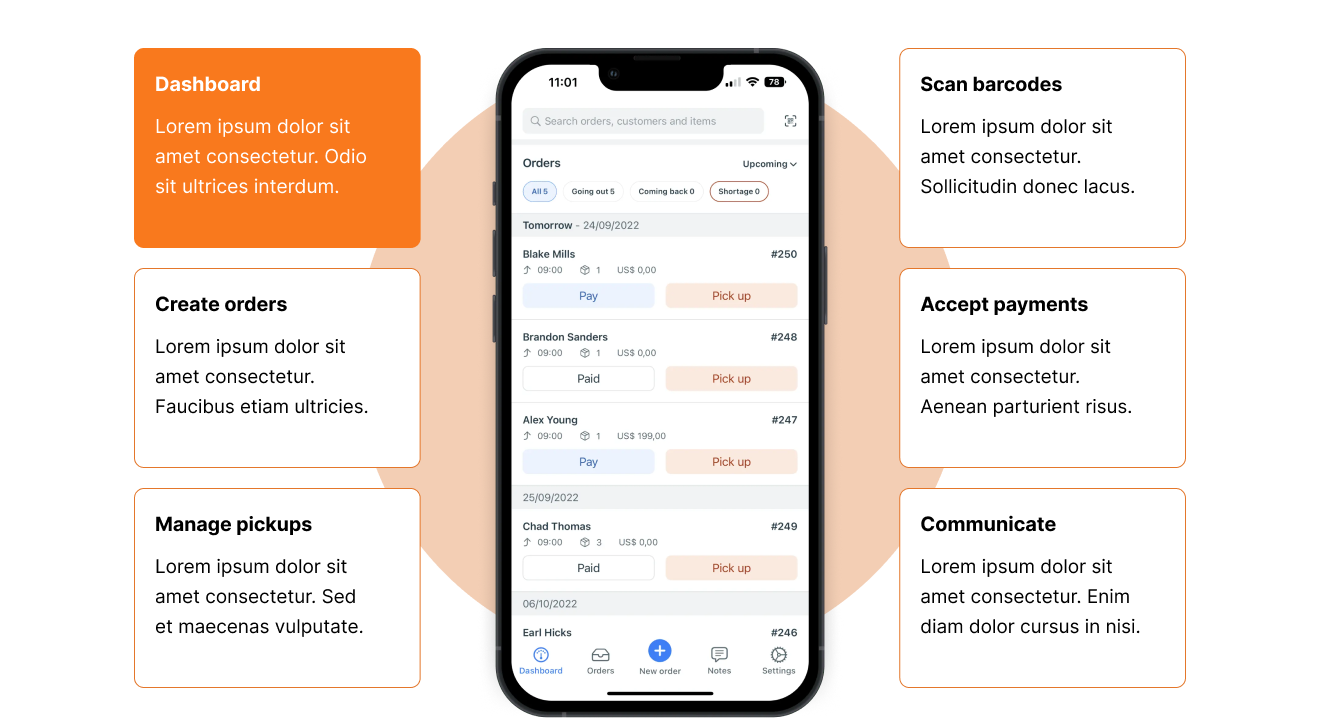 Dashboard
Lorem ipsum dolor sit
amet consectetur. Odio
sit ultrices interdum.
Create orders
Lorem ipsum dolor sit
amet consectetur.
Faucibus etiam ultricies.
Manage pickups
Lorem ipsum dolor sit
amet consectetur. Sed
et maecenas vulputate.
11:01
78
Search orders, customers and items
Orders
Upcoming
All 5 Going out 5 Coming back 0 Shortage 0
Tomorrow - 24/09/2022
Blake Mills #250
09:00 1 US$ 0,00
Pay Pick up
Brandon Sanders #248
09:00 1 US$ 0,00
Paid Pick up
Alex Young #247
09:00 1 US$ 199,00
Pay Pick up
25/09/2022
Chad Thomas #249
09:00 3 US$ 0,00
Paid Pick up
06/10/2022
Earl Hicks #246
Dashboard Orders New order Notes Settings
Scan barcodes
Lorem ipsum dolor sit
amet consectetur.
Sollicitudin donec lacus.
Accept payments
Lorem ipsum dolor sit
amet consectetur.
Aenean parturient risus.
Communicate
Lorem ipsum dolor sit
amet consectetur. Enim
diam dolor cursus in nisi.